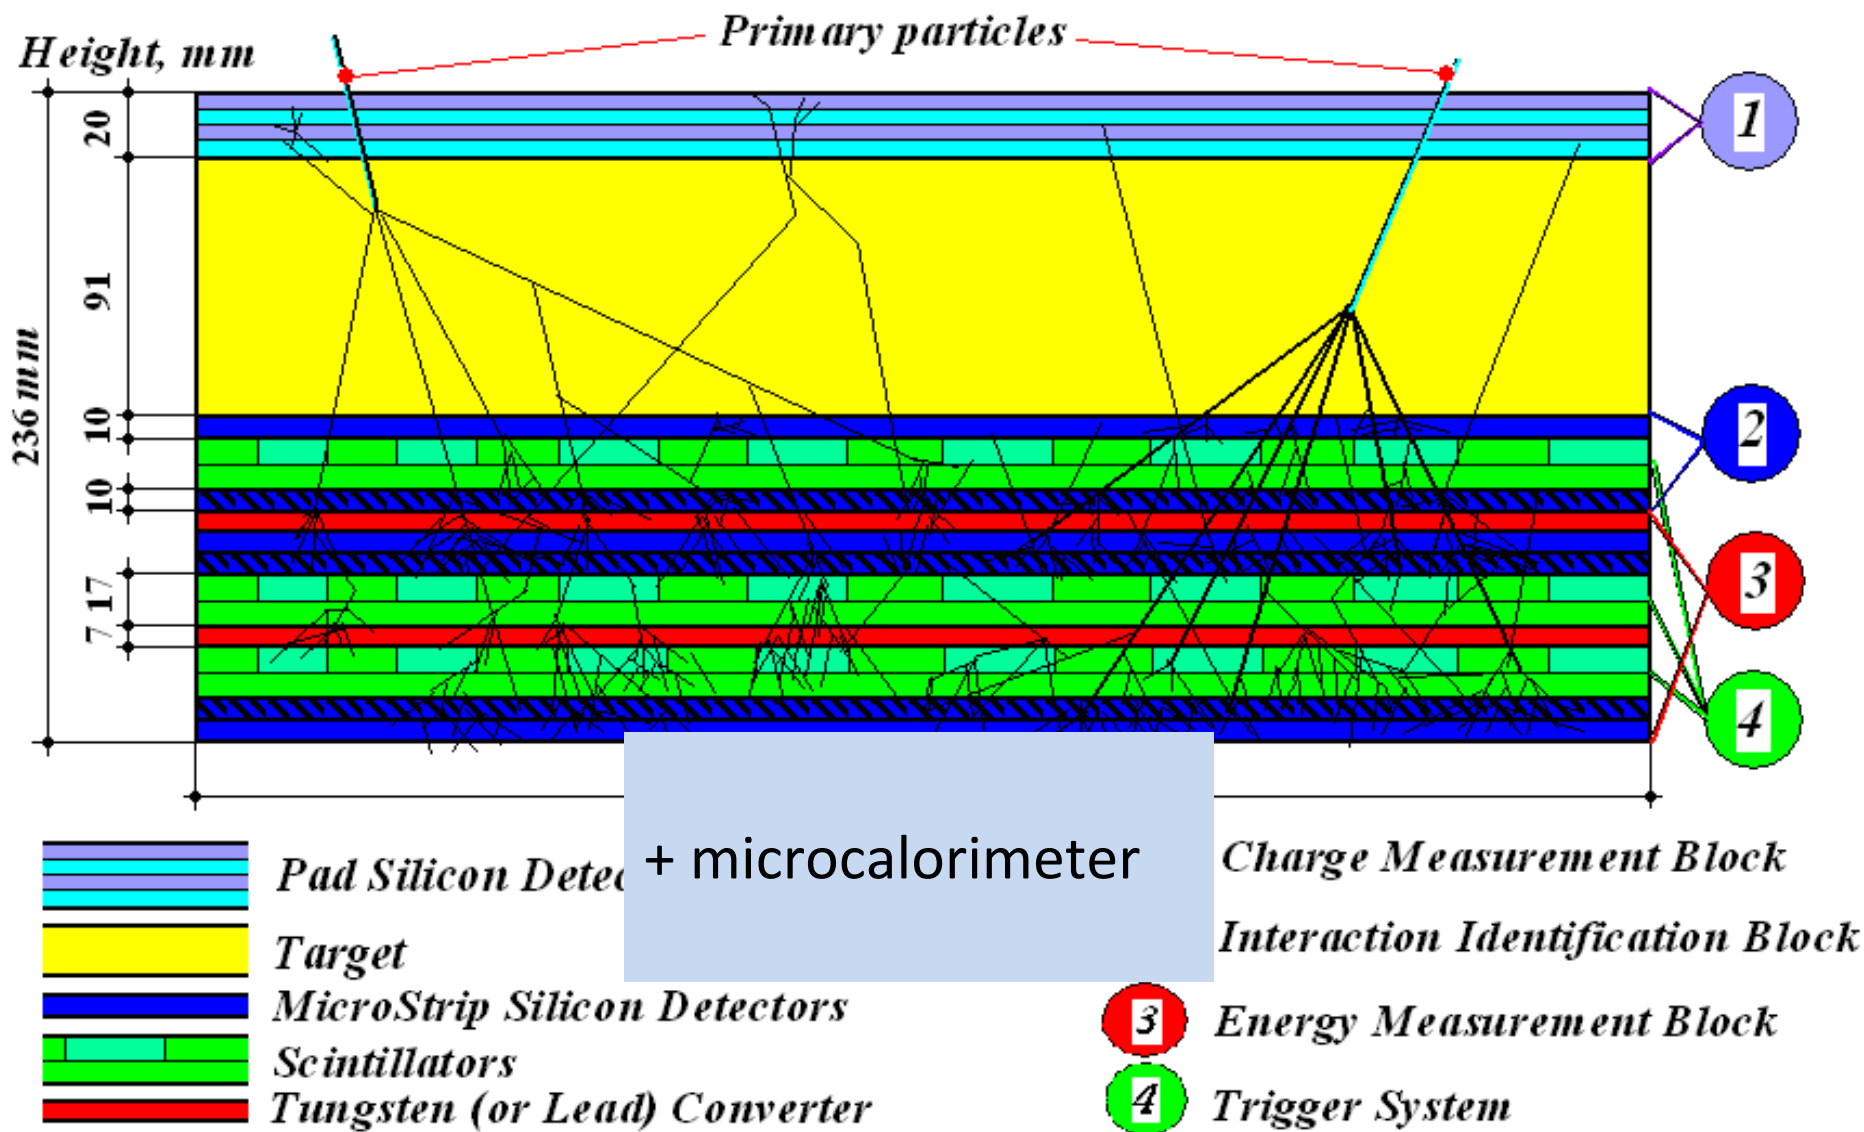 Primary particles
Height, mm
20
91
236 mm
10
10
17
7
1
2
3
4
+ microcalorimeter
Pad Silicon
Target
MicroStrip Silicon Detectors
Scintillators
Tungsten (or Lead) Converter
Charge Measurement Block
Interaction Identification Block
3 Energy Measurement Block
4 Trigger System